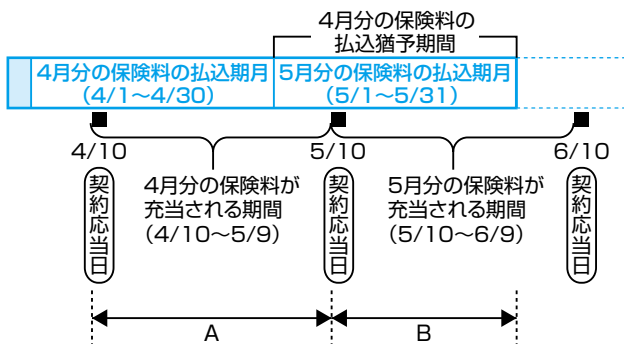 4月分の保険料の
払込猶予期間
4月分の保険料の払込期月
(4/1~4/30)
5月分の保険料の払込期月
(5/1~5/31)
4/10
5/10
6/10
契約応当日
4月分の保険料が
充当される期間
(4/10~5/9)
契約応当日
5月分の保険料が
充当される期間
(5/10~6/9)
契約応当日
A
B